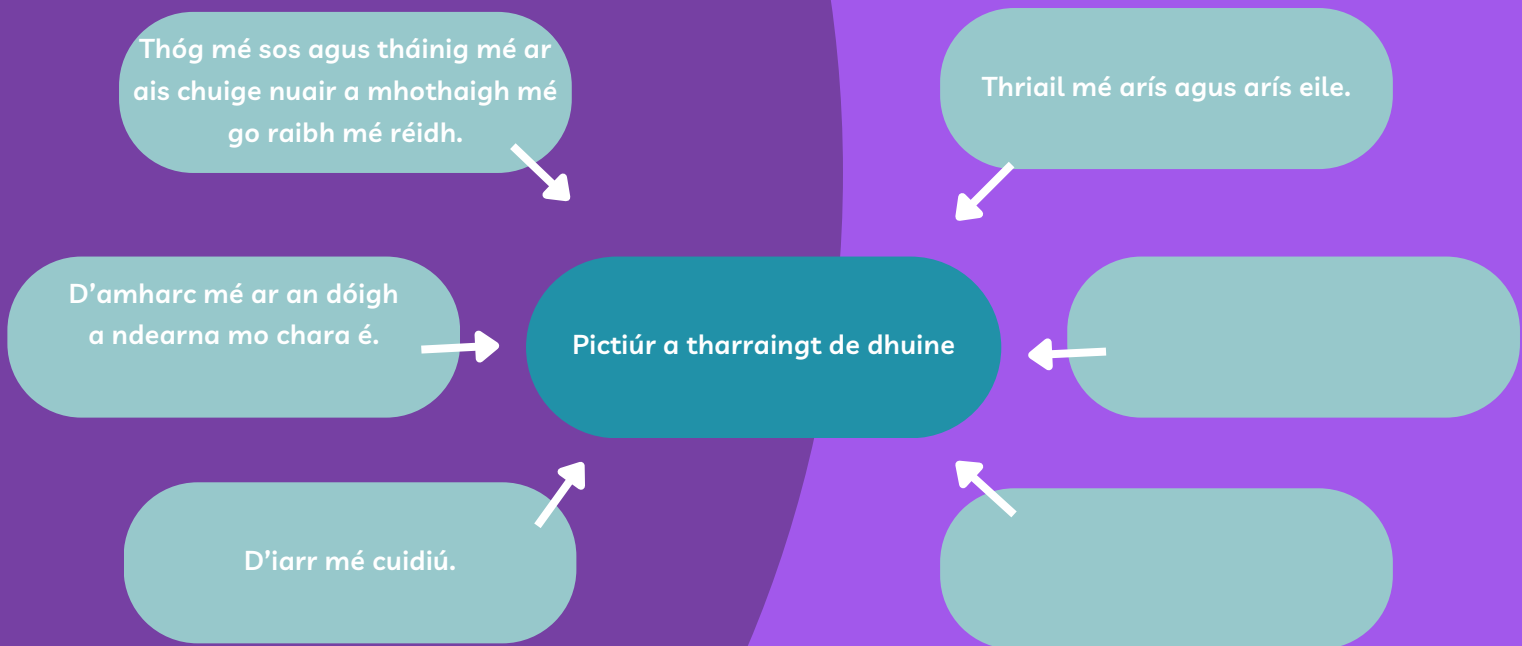 Thóg mé sos agus tháinig mé ar
ais chuige nuair a mhothaigh mé
go raibh mé réidh.
Thriail mé arís agus arís eile.
D’amharc mé ar an dóigh
a ndearna mo chara é.
Pictiúr a tharraingt de dhuine
D’iarr mé cuidiú.